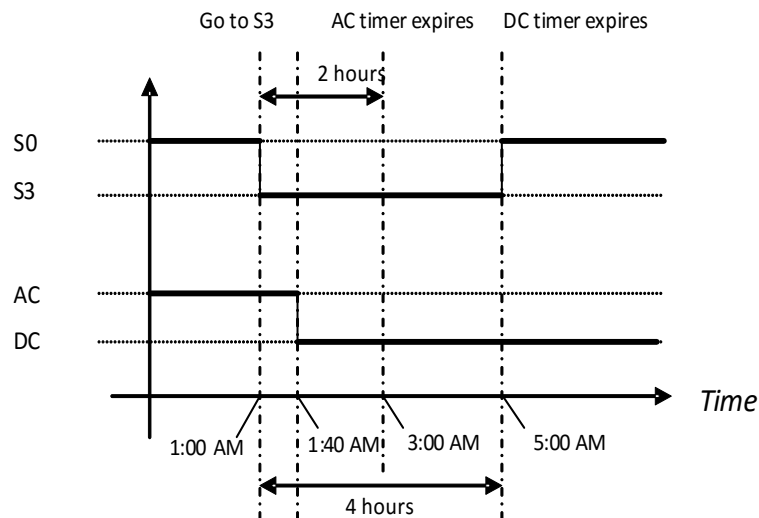 Go to S3
AC timer expires
DC timer expires
2 hours
S0
S3
AC
DC
Time
1:00 AM
1:40 AM
3:00 AM
5:00 AM
4 hours